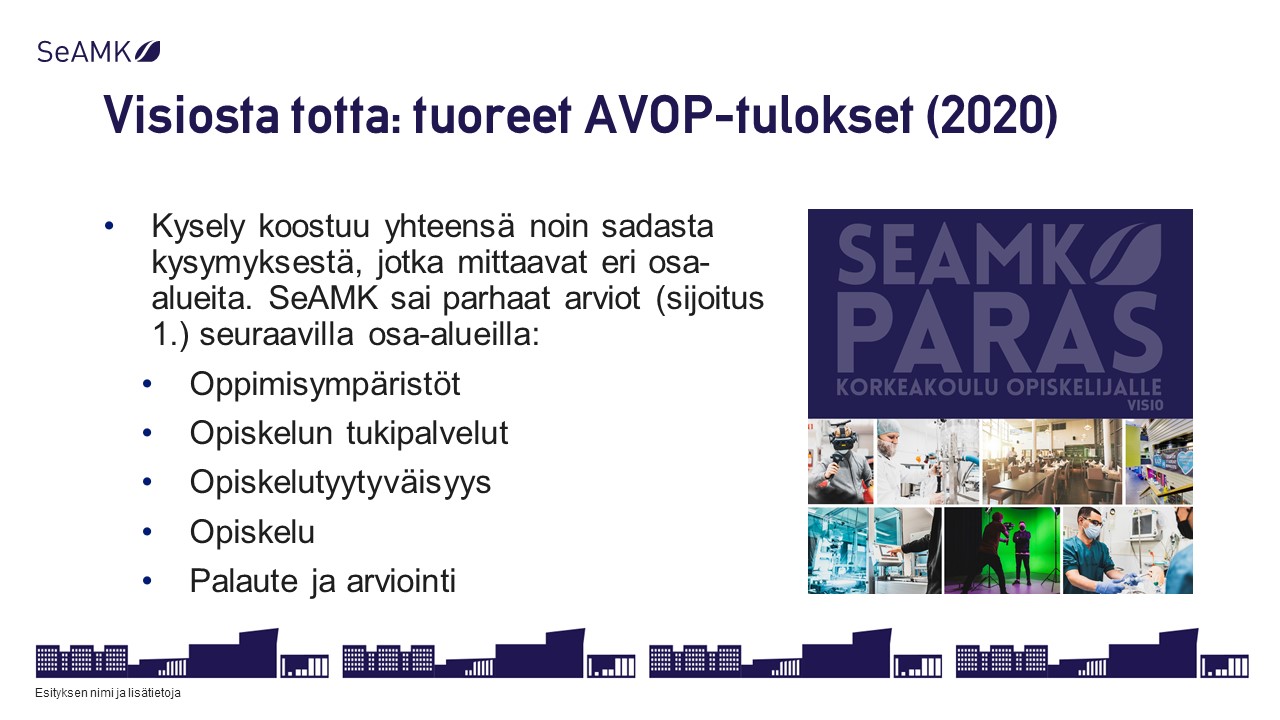 SeAMK
Visiosta totta: tuoreet AVOP-tulokset (2020)
• Kysely koostuu yhteensä noin sadasta
kysymyksestä, jotka mittaavat eri osa-
alueita. SeAMK sai parhaat arviot (sijoitus
1.) seuraavilla osa-alueilla:
• Oppimisympäristöt
• Opiskelun tukipalvelut
• Opiskelutyytyväisyys
• Opiskelu
• Palaute ja arviointi
SEAMK
PARAS
KORKEAKOULU OPISKELIJALLE
VISIO
Esityksen nimi ja lisätietoja